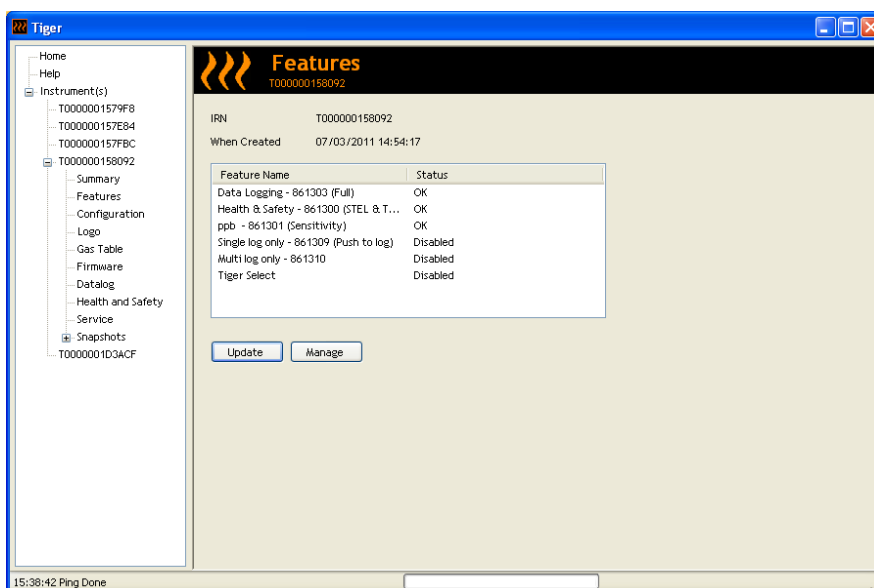 Tiger
Home
Help
Instrument(s)
T0000001579F8
T000000157E84
T000000157FBC
T000000158092
Summary
Features
Configuration
Logo
Gas Table
Firmware
Datalog
Health and Safety
Service
Snapshots
T0000001D3ACF
Features
T000000158092
IRN T000000158092
When Created 07/03/2011 14:54:17
Feature Name Status
Data Logging - 861303 (Full) OK
Health & Safety - 861300 (STEL & T... OK
ppb - 861301 (Sensitivity) OK
Single log only - 861309 (Push to log) Disabled
Multi log only - 861310 Disabled
Tiger Select Disabled
Update Manage
15:38:42 Ping Done